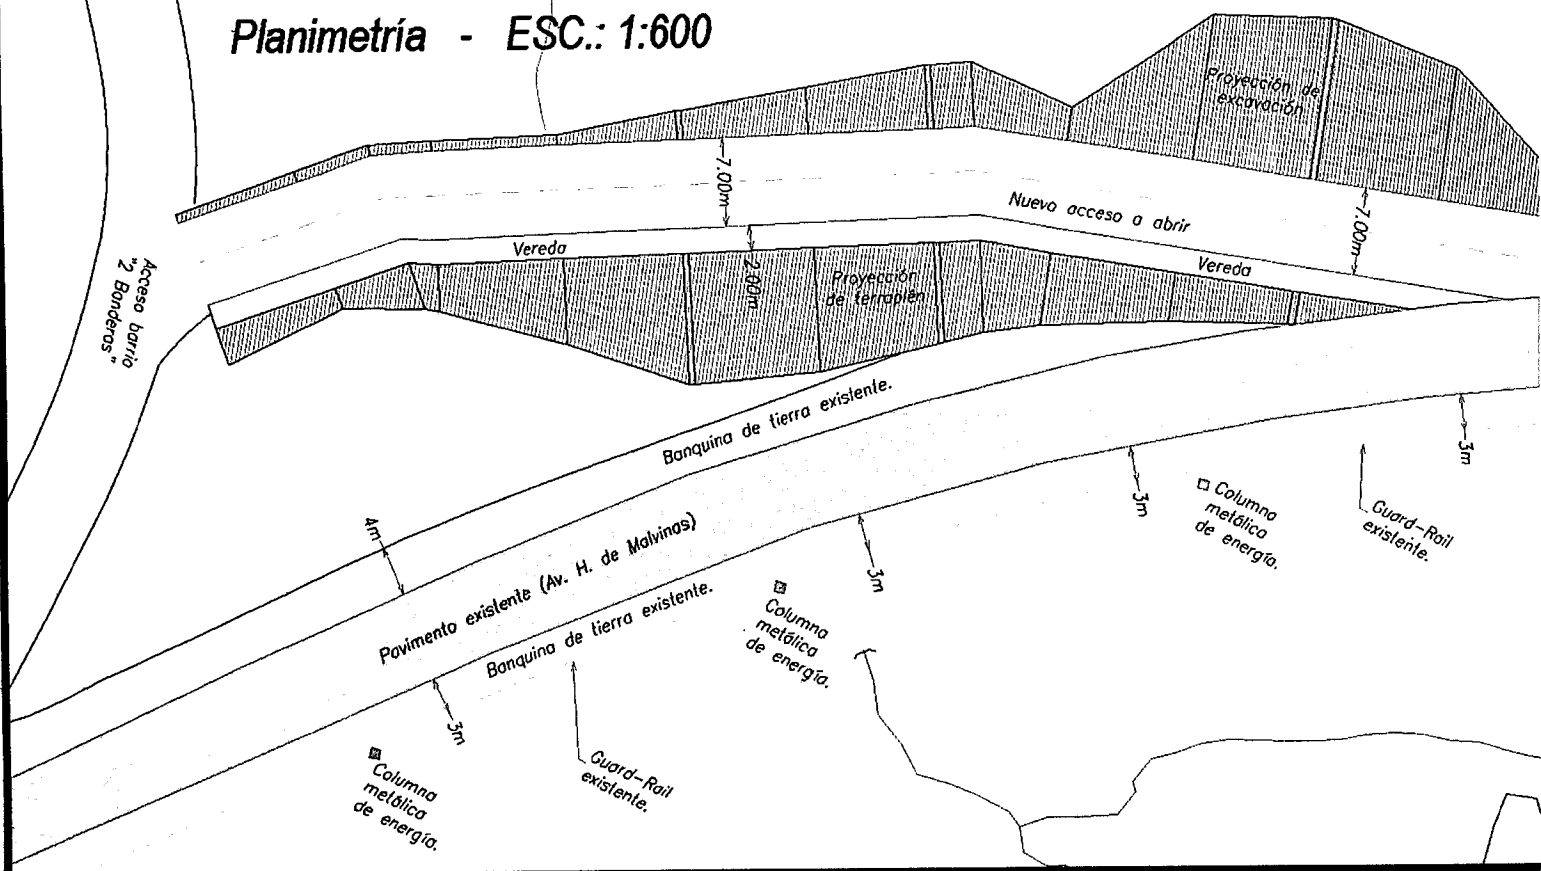 Planimetría - ESC.: 1:600
Proyección de
excavación
7.00m
Nuevo acceso a abrir
7.00m
Vereda
Vereda
2.00m
Proyección
de terraplén
Acceso barrio
"2 Banderas"
Banquina de tierra existente.
4m
Pavimento existente (Av. H. de Malvinas)
Banquina de tierra existente.
3m
3m
3m
3m
Columna
metálica
de energía.
Guard-Rail
existente.
Columna
metálica
de energía.
Guard-Rail
existente.
Columna
metálica
de energía.